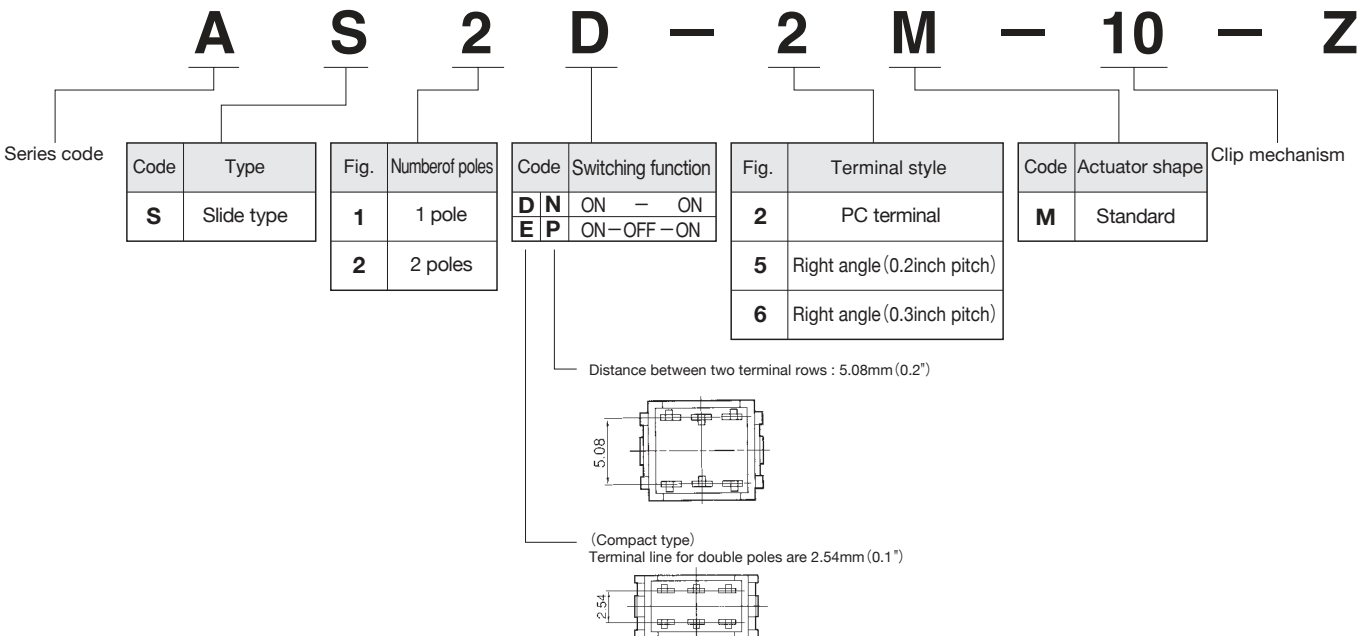 A S 2 D － 2 M － 10 － Z
Series code
Clip mechanism
Code Type
S Slide type
Fig. Numberof poles
1 1 pole
2 2 poles
Code Switching function
D N ON － ON
E P ON－OFF－ON
Fig. Terminal style
2 PC terminal
5 Right angle（0.2inch pitch）
6 Right angle（0.3inch pitch）
Code Actuator shape
M Standard
Distance between two terminal rows : 5.08mm（0.2"）
5.08
（Compact type）
Terminal line for double poles are 2.54mm（0.1"）
2.54